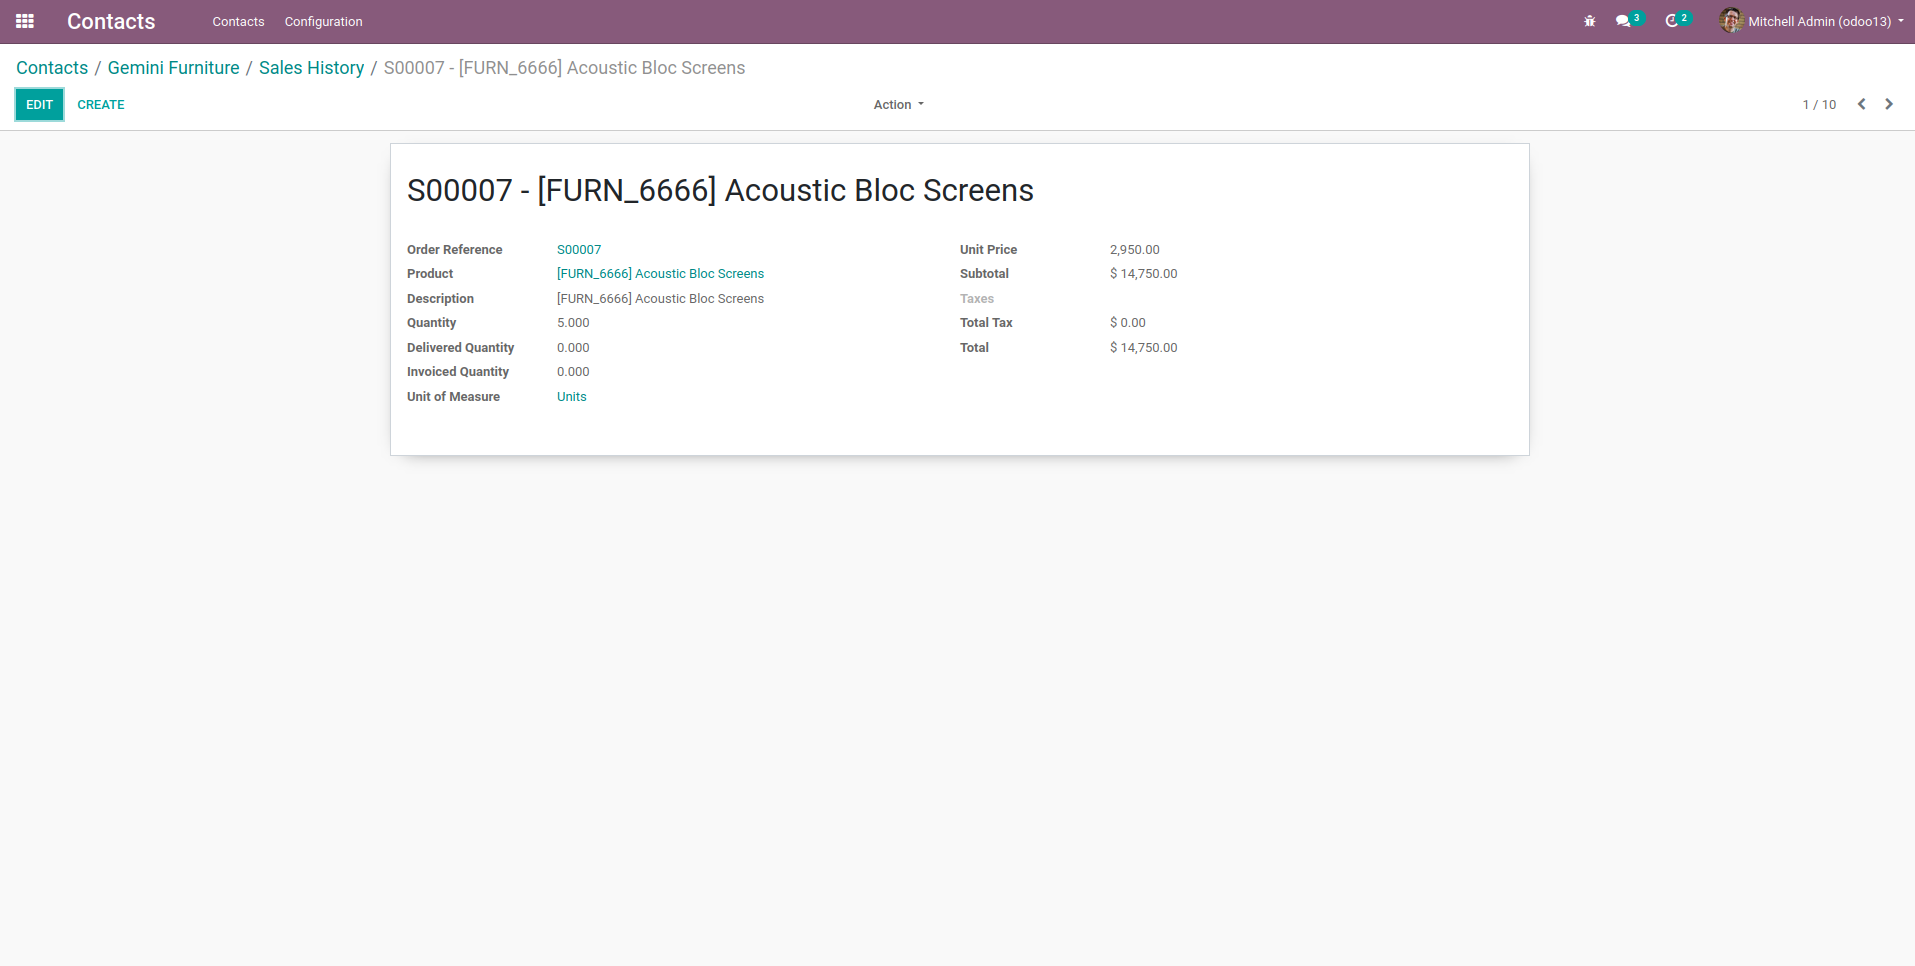 Contacts Contacts Configuration 3 2 Mitchell Admin (odoo13)
Contacts / Gemini Furniture / Sales History / S00007 - [FURN_6666] Acoustic Bloc Screens
EDIT CREATE Action 1 / 10
S00007 - [FURN_6666] Acoustic Bloc Screens
Order Reference S00007 Unit Price 2,950.00
Product [FURN_6666] Acoustic Bloc Screens Subtotal $ 14,750.00
Description [FURN_6666] Acoustic Bloc Screens Taxes
Quantity 5.000 Total Tax $ 0.00
Delivered Quantity 0.000 Total $ 14,750.00
Invoiced Quantity 0.000
Unit of Measure Units